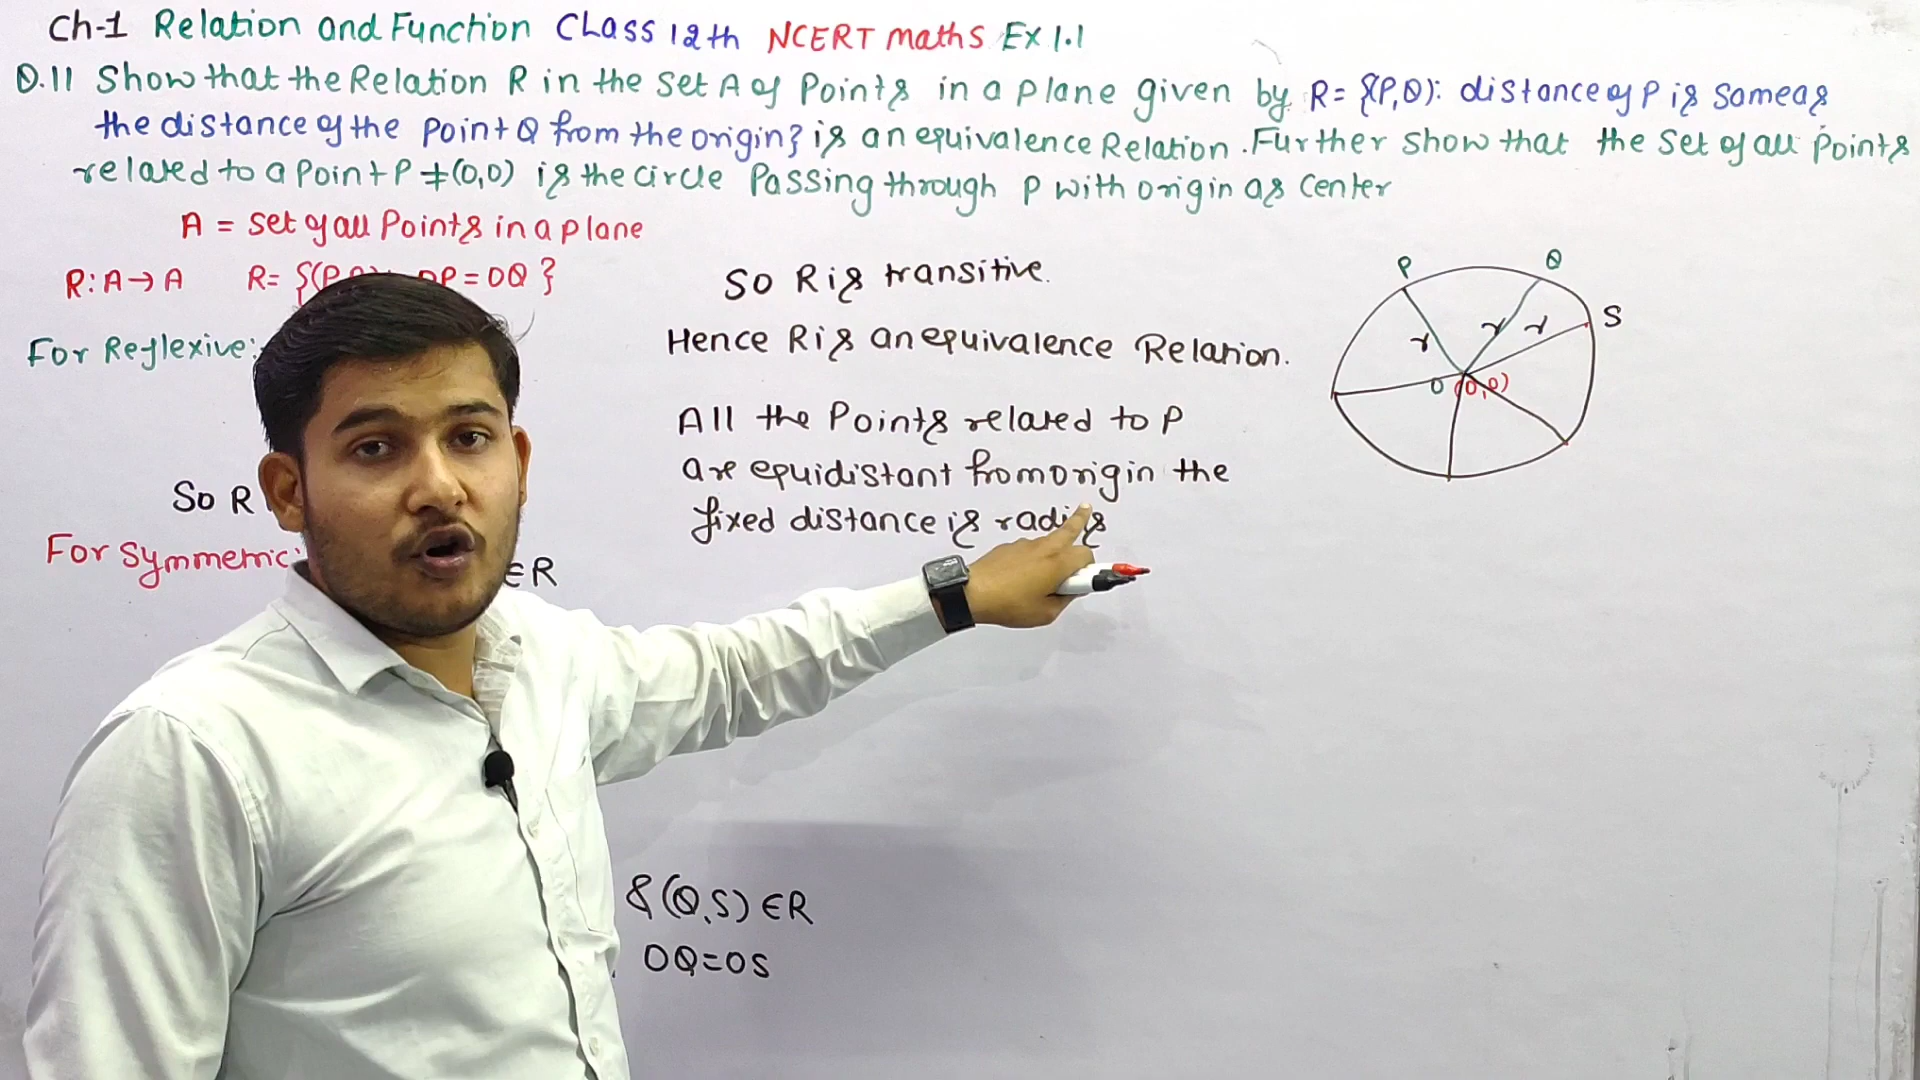 Ch-1 Relation and Function Class 12th NCERT maths Ex 1.1
Q.11 Show that the Relation R in the Set A of Points in a plane given by R = {(P,Q): distance of P is same as
the distance of the point Q from the origin} is an equivalence Relation. Further show that the set of all Points
related to a point P ≠ (0,0) is the circle Passing through P with origin as Center
A = set of all Points in a plane
R: A → A R= {(P, OP = OQ }
For Reflexive:
So R
For Symmetric:
∈ R
So R is transitive.
Hence R is an equivalence Relation.
All the Points related to P
are equidistant from origin the
fixed distance is radius
& (Q,S) ∈ R
OQ = OS
P
Q
S
r
r
r
O (0,0)